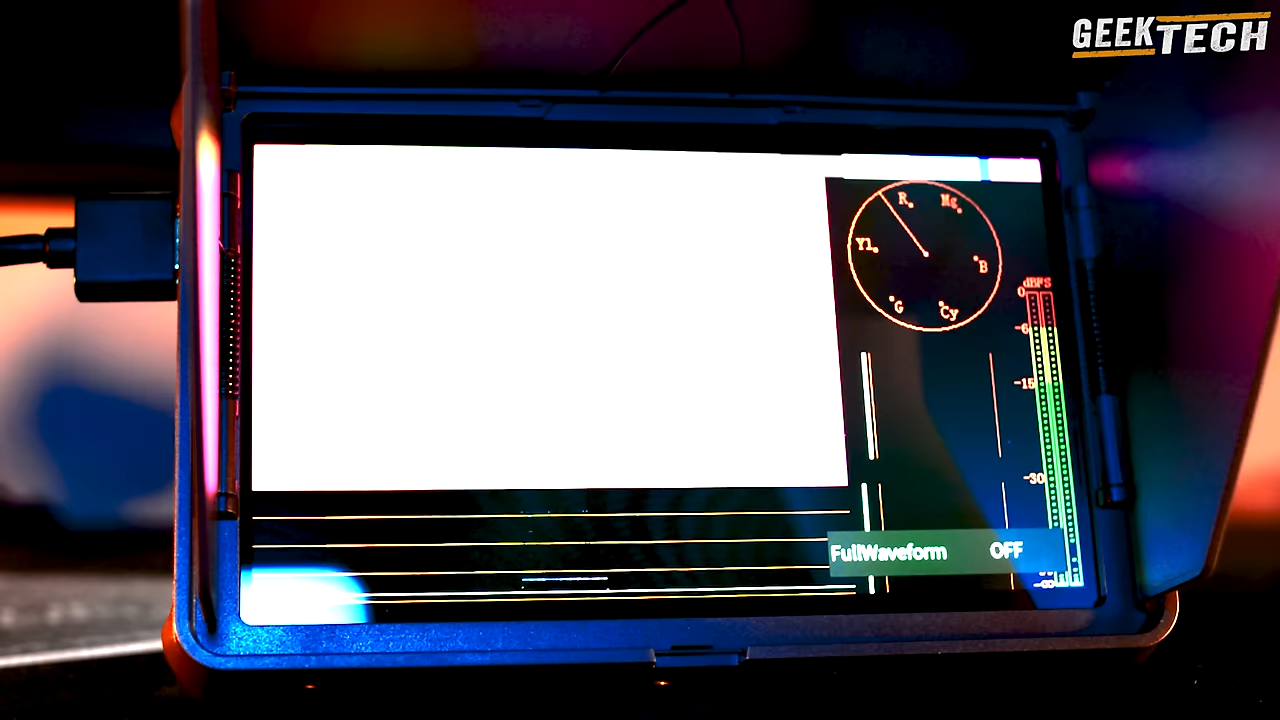 GEEKTECH
R.
Mg.
Yl.
B
G
Cy
dBFS
0
-6
-15
-30
FullWaveform OFF